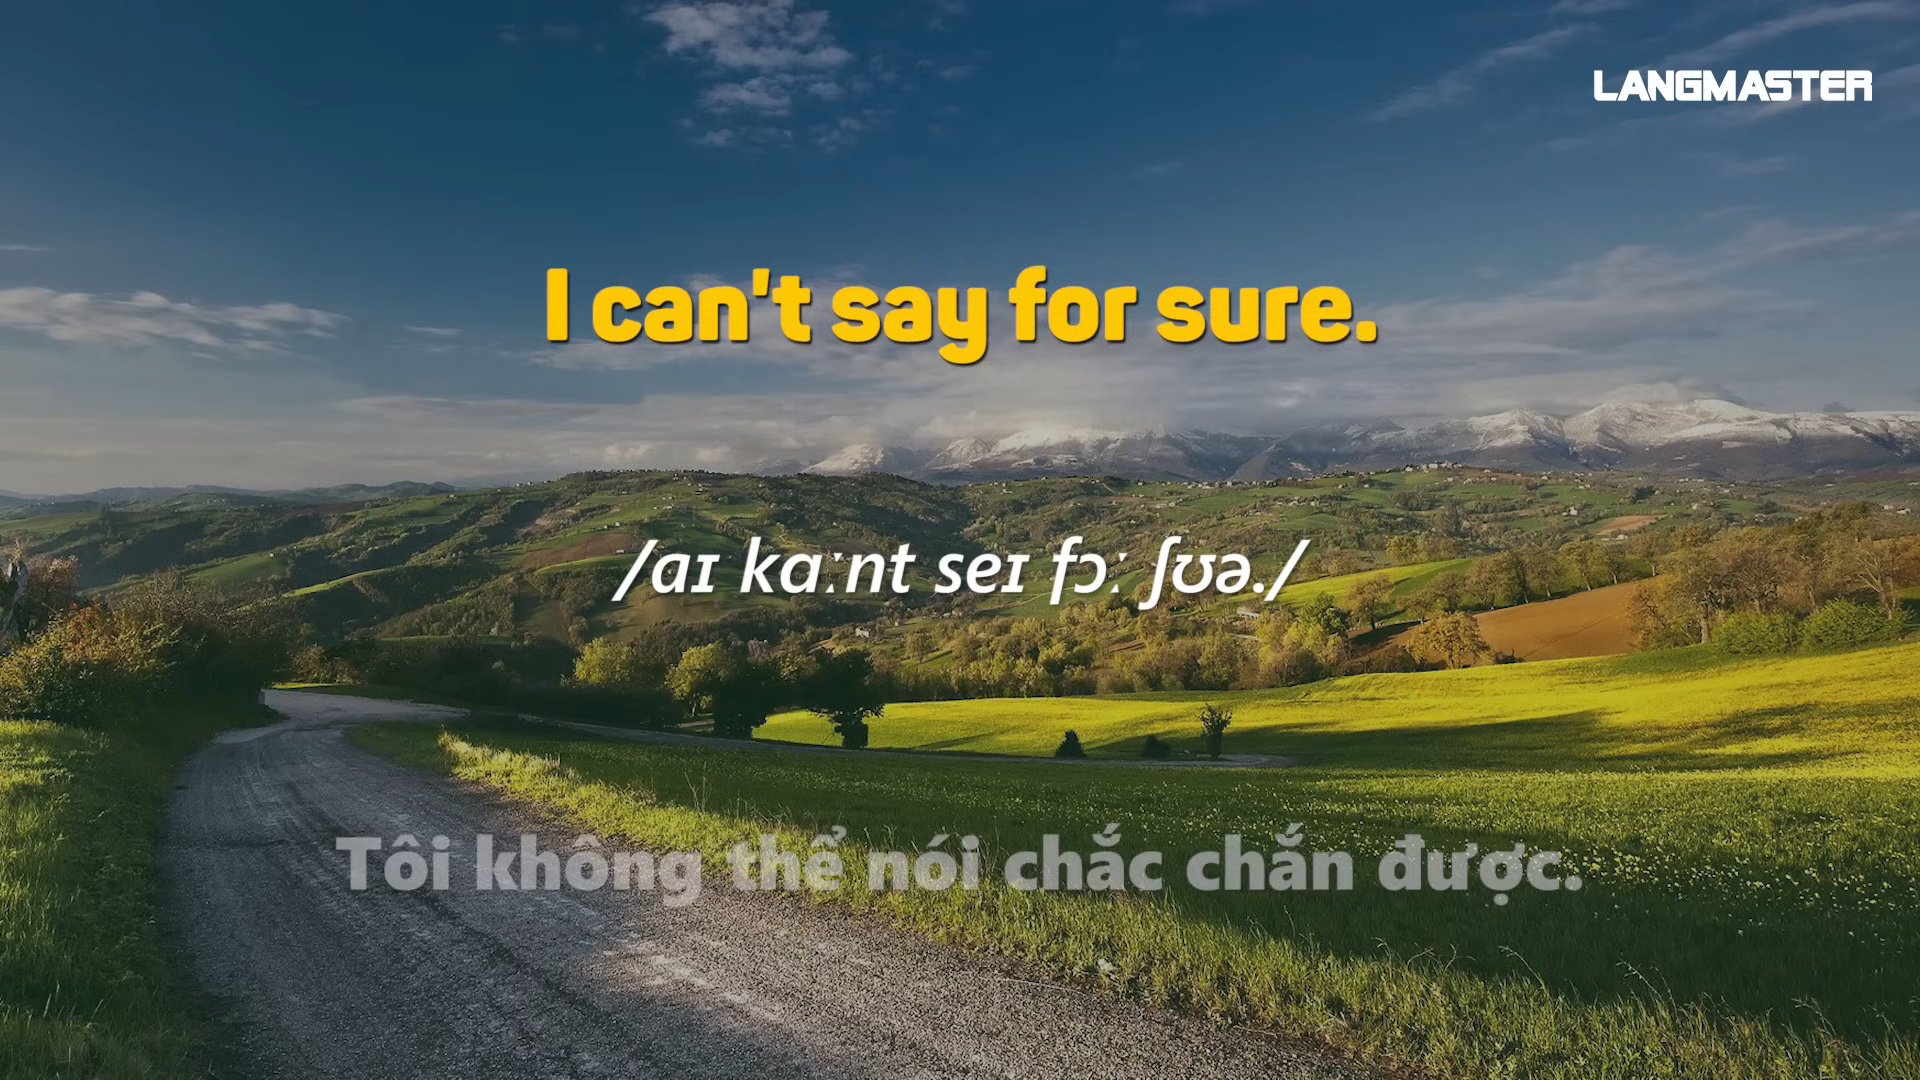 LANGMASTER
I can't say for sure.
/aɪ kɑːnt seɪ fɔː ʃʊə./
Tôi không thể nói chắc chắn được.